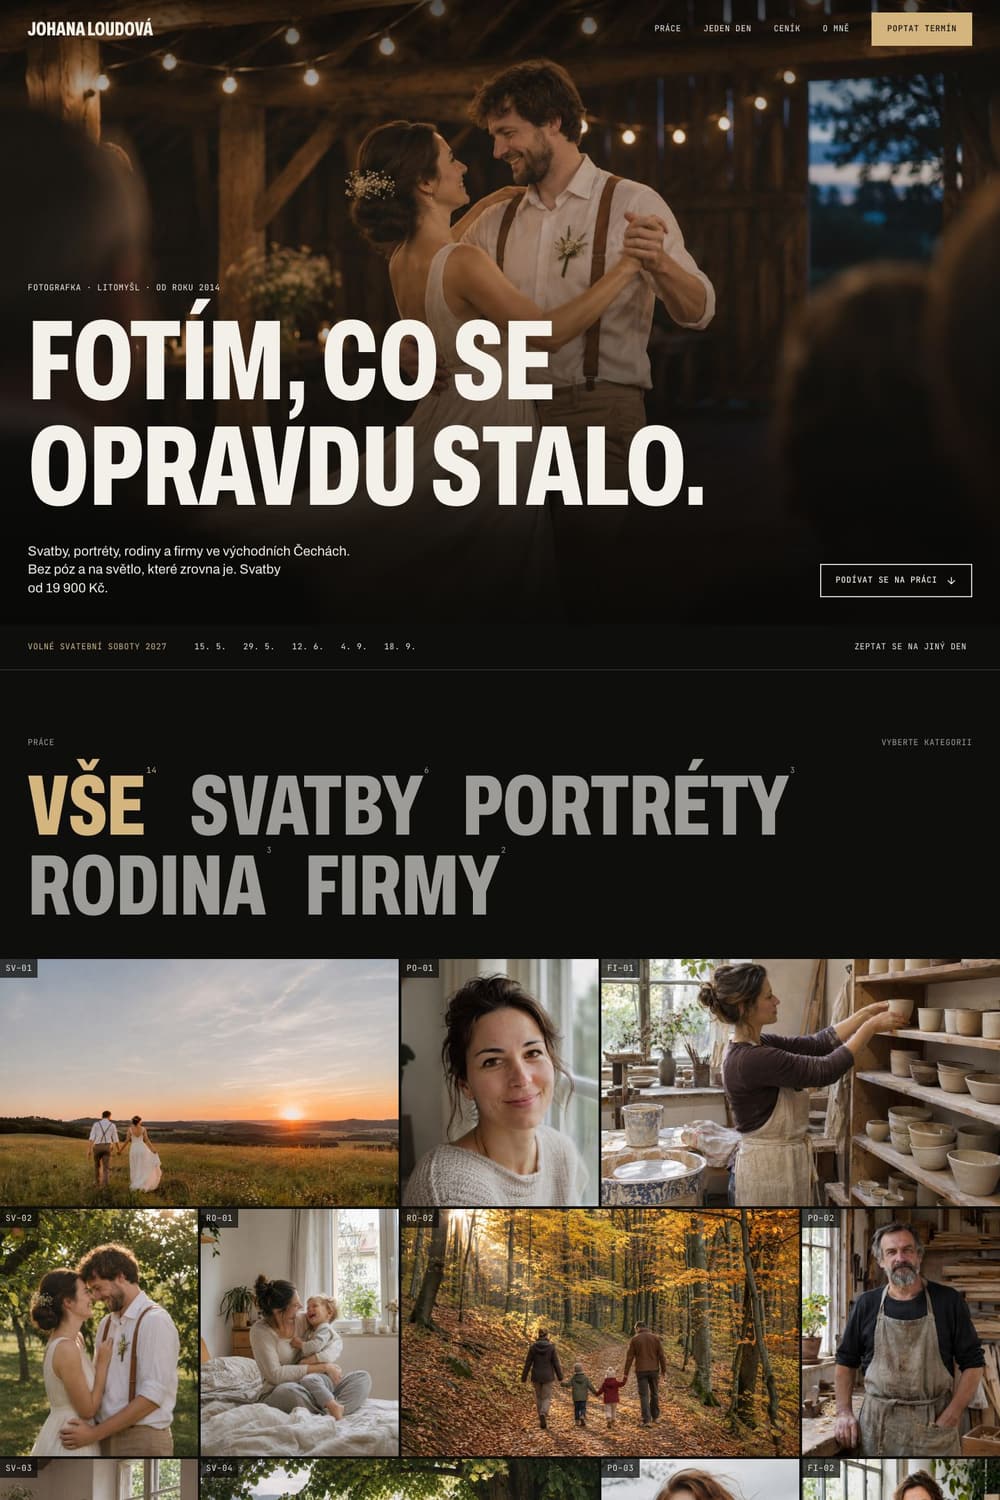 JOHANA LOUDOVÁ
PRÁCE
JEDEN DEN
CENÍK
O MNĚ
POPTAT TERMÍN
FOTOGRAFKA · LITOMYŠL · OD ROKU 2014
FOTÍM, CO SE
OPRAVDU STALO.
Svatby, portréty, rodiny a firmy ve východních Čechách.
Bez póz a na světlo, které zrovna je. Svatby
od 19 900 Kč.
PODÍVAT SE NA PRÁCI ↓
VOLNÉ SVATEBNÍ SOBOTY 2027
15. 5.
29. 5.
12. 6.
4. 9.
18. 9.
ZEPTAT SE NA JINÝ DEN
PRÁCE
VYBERTE KATEGORII
VŠE 14
SVATBY 6
PORTRÉTY 3
RODINA 3
FIRMY 2
SV-01
PO-01
FI-01
SV-02
RO-01
RO-02
PO-02
SV-03
SV-04
PO-03
FI-02